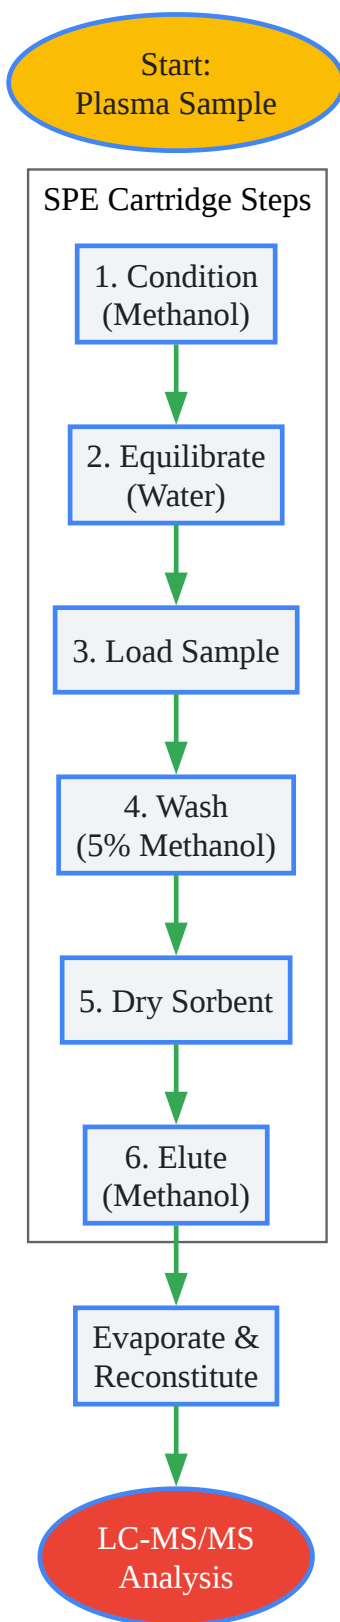 Start:
Plasma Sample
SPE Cartridge Steps
1. Condition
(Methanol)
2. Equilibrate
(Water)
3. Load Sample
4. Wash
(5% Methanol)
5. Dry Sorbent
6. Elute
(Methanol)
Evaporate &
Reconstitute
LC-MS/MS
Analysis